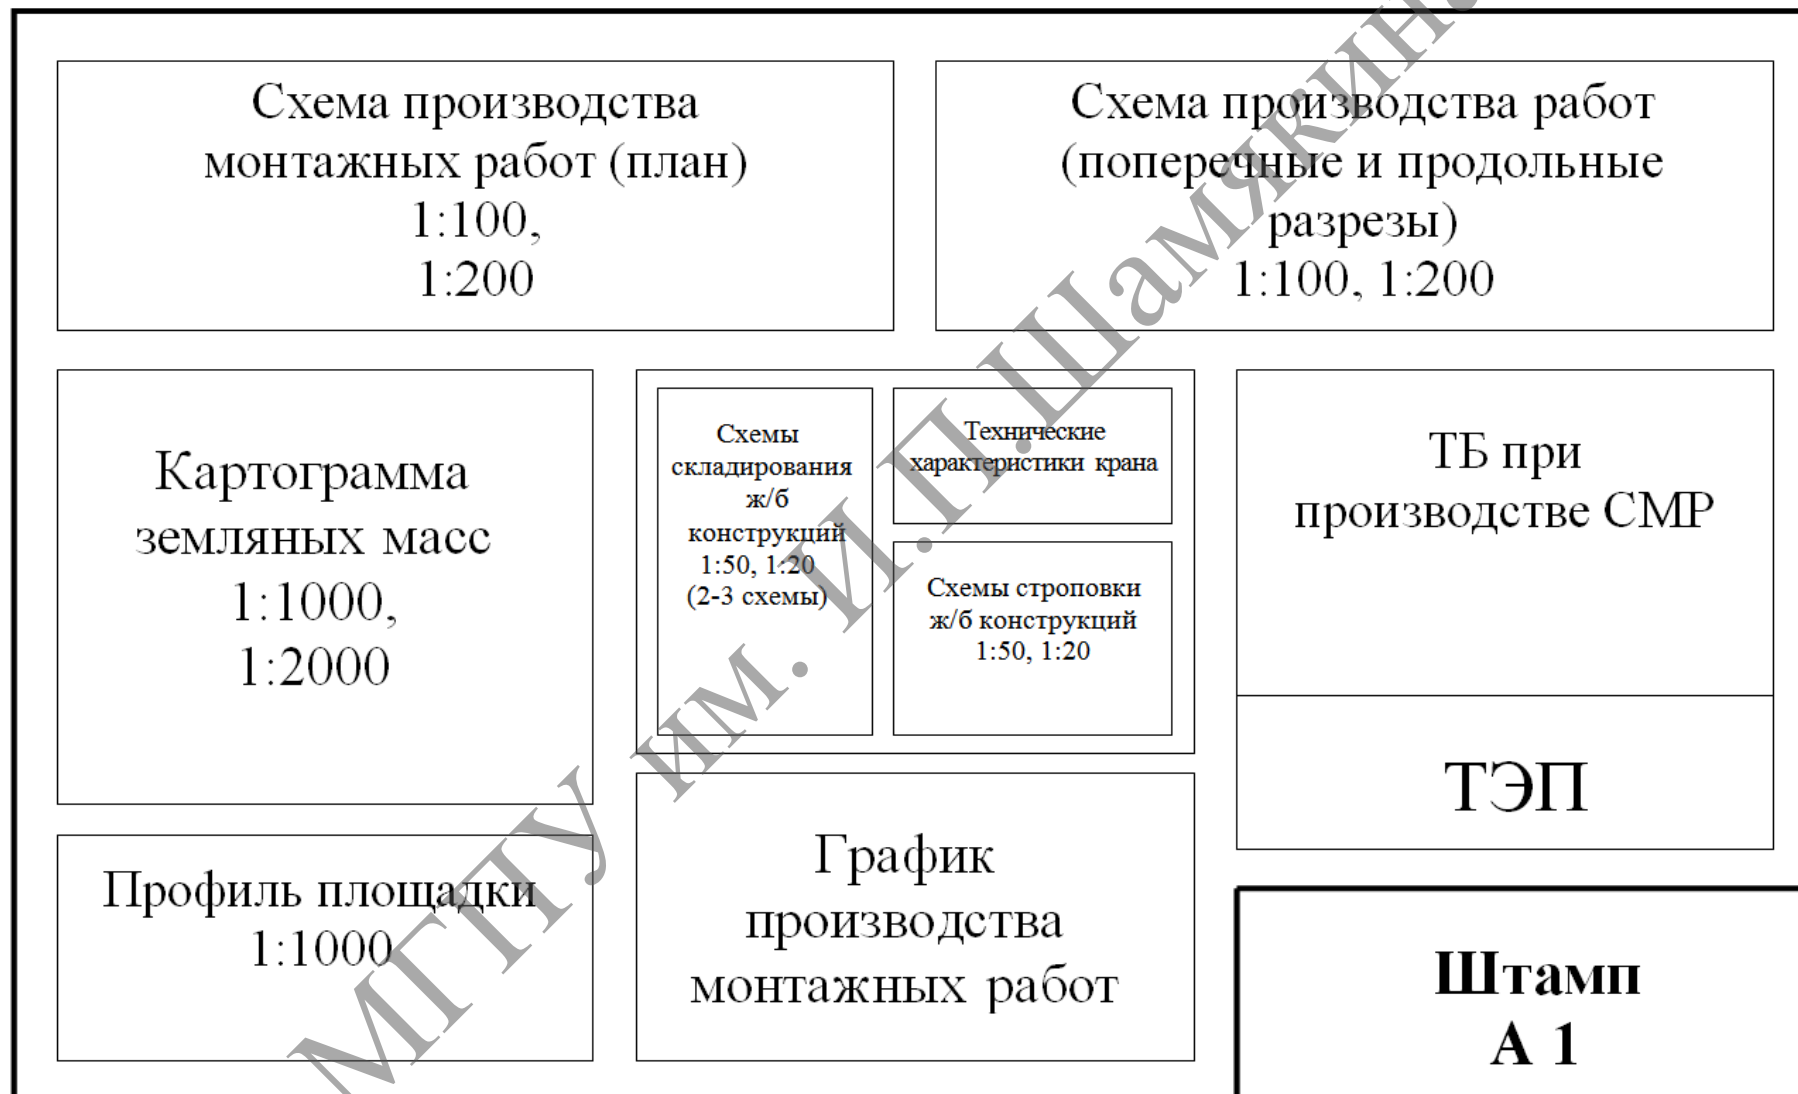 Схема производства
монтажных работ (план)
1:100,
1:200
Схема производства работ
(поперечные и продольные
разрезы)
1:100, 1:200
Картограмма
земляных масс
1:1000,
1:2000
Схемы
складирования
ж/б
конструкций
1:50, 1:20
(2-3 схемы)
Технические
характеристики крана
Схемы строповки
ж/б конструкций
1:50, 1:20
ТБ при
производстве СМР
ТЭП
Профиль площадки
1:1000
График
производства
монтажных работ
Штамп
А 1
МГПУ им. И.П.Шамякина